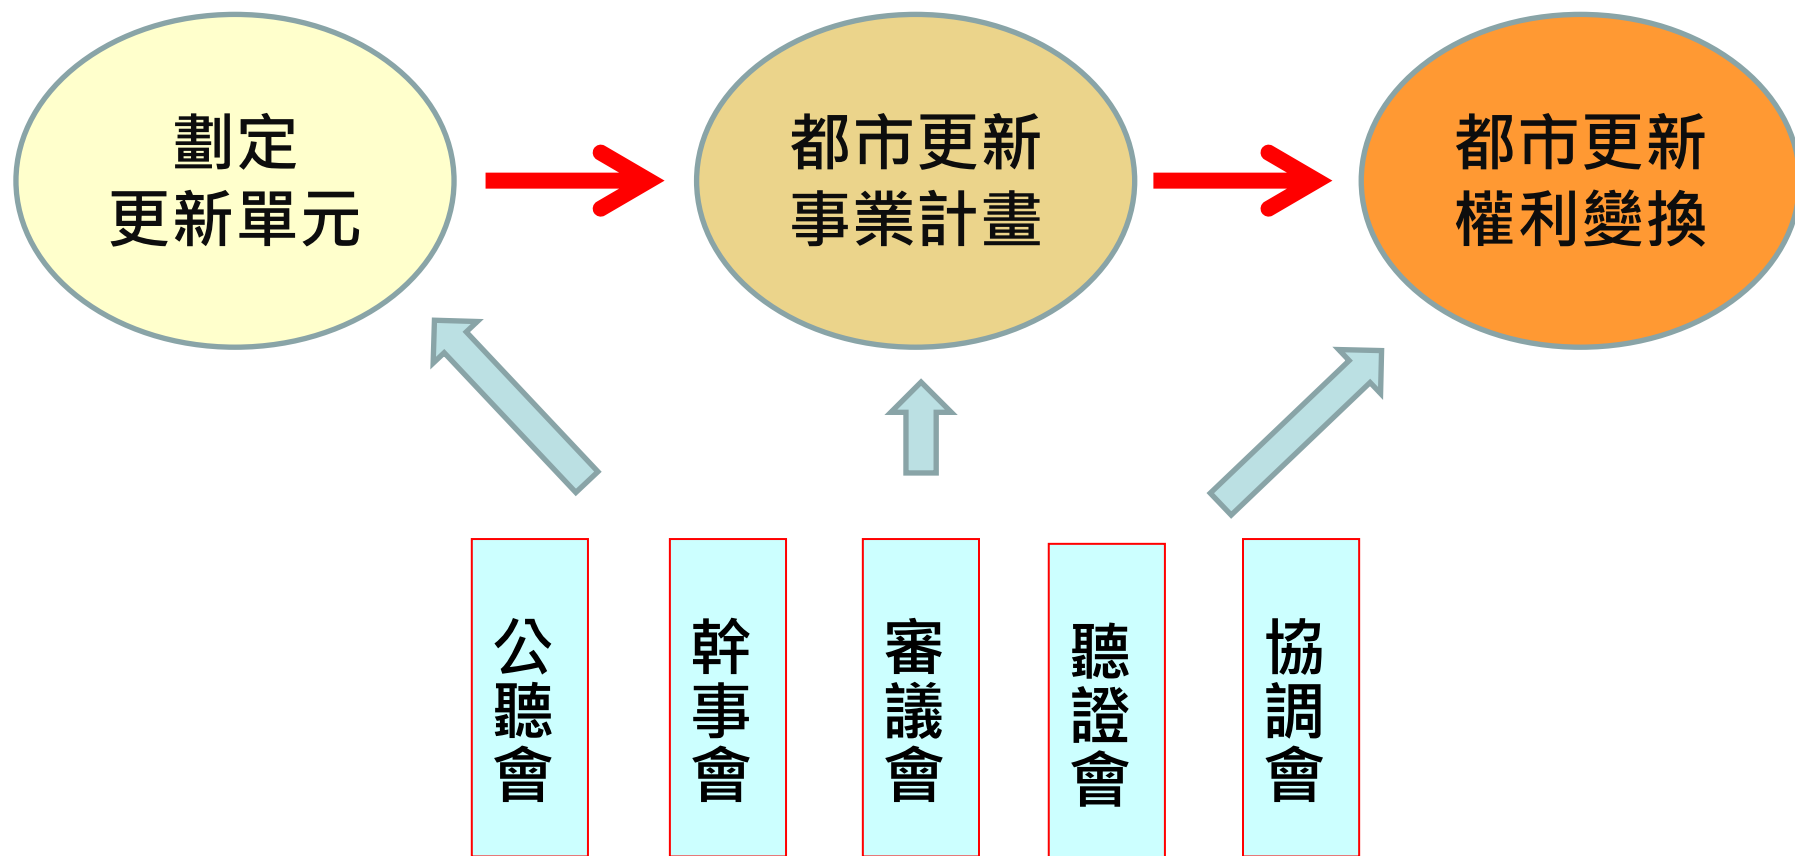 劃定
更新單元
都市更新
事業計畫
都市更新
權利變換
公聽會
幹事會
審議會
聽證會
協調會